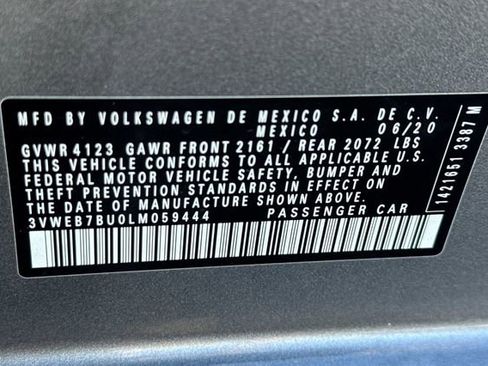 MFD BY VOLKSWAGEN DE MEXICO S.A. DE C.V.
MEXICO 06/20
GVWR 4123 GAWR FRONT 2161 / REAR 2072 LBS
THIS VEHICLE CONFORMS TO ALL APPLICABLE U.S.
FEDERAL MOTOR VEHICLE SAFETY, BUMPER AND
THEFT PREVENTION STANDARDS IN EFFECT ON
THE DATE OF MANUFACTURE SHOWN ABOVE.
3VWEB7BU0LM059444 PASSENGER CAR
1421651 3387 M